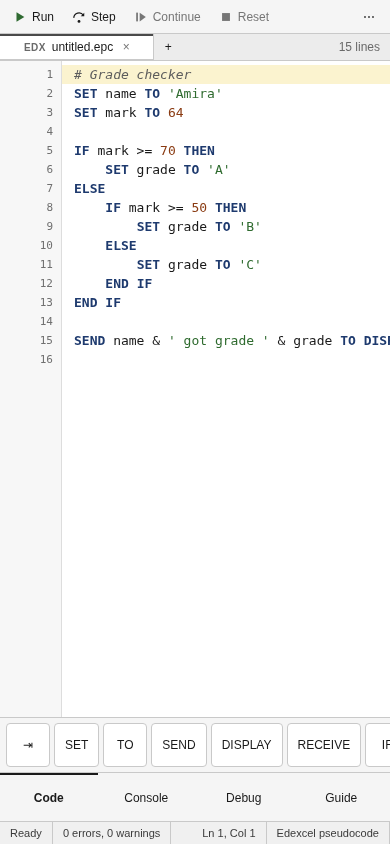 Run Step Continue Reset ···
EDX untitled.epc × + 15 lines
1 # Grade checker
2 SET name TO 'Amira'
3 SET mark TO 64
4
5 IF mark >= 70 THEN
6 SET grade TO 'A'
7 ELSE
8 IF mark >= 50 THEN
9 SET grade TO 'B'
10 ELSE
11 SET grade TO 'C'
12 END IF
13 END IF
14
15 SEND name & ' got grade ' & grade TO DISP
16
⇥ SET TO SEND DISPLAY RECEIVE IF
Code Console Debug Guide
Ready 0 errors, 0 warnings Ln 1, Col 1 Edexcel pseudocode